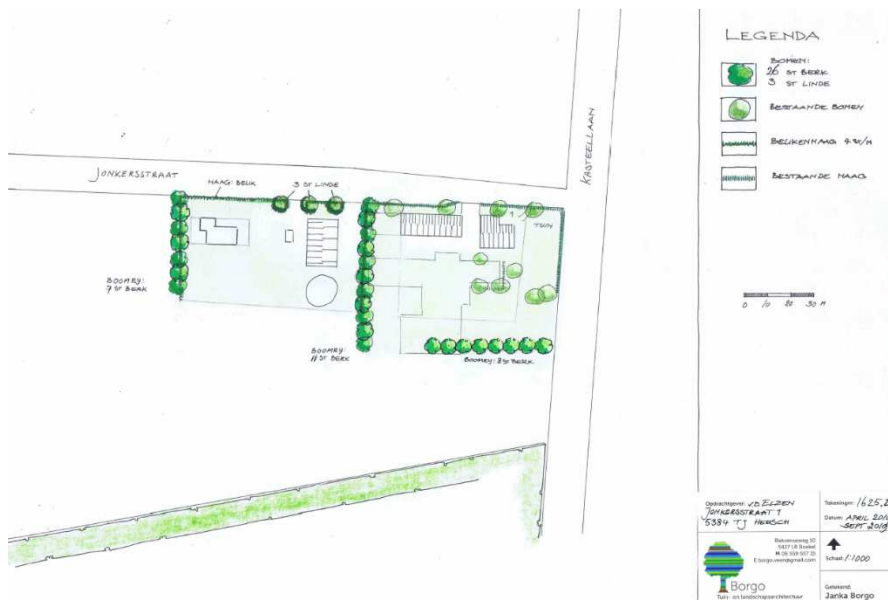 LEGENDA
BOMEN:
26 ST BERK
3 ST LINDE
BESTAANDE BOMEN
BEUKENHAAG 4 ST/M
BESTAANDE HAAG
KASTEELLAAN
JONKERSSTRAAT
HAAG: BEUK
3 ST LINDE
1
TUIN
BOOMRY:
7 ST BERK
BOOMRY:
11 ST BERK
BOOMRY: 8 ST BERK
0 10 20 30 M
Opdrachtgever: V.D ELZEN
JONKERSSTRAAT 1
5384 TJ HEESCH
Tekeningnr: 1625.2
Datum: APRIL
SEPT
Schaal: 1:1000
Borgo
Tuin- en landschapsarchitectuur
Getekend:
Janka Borgo